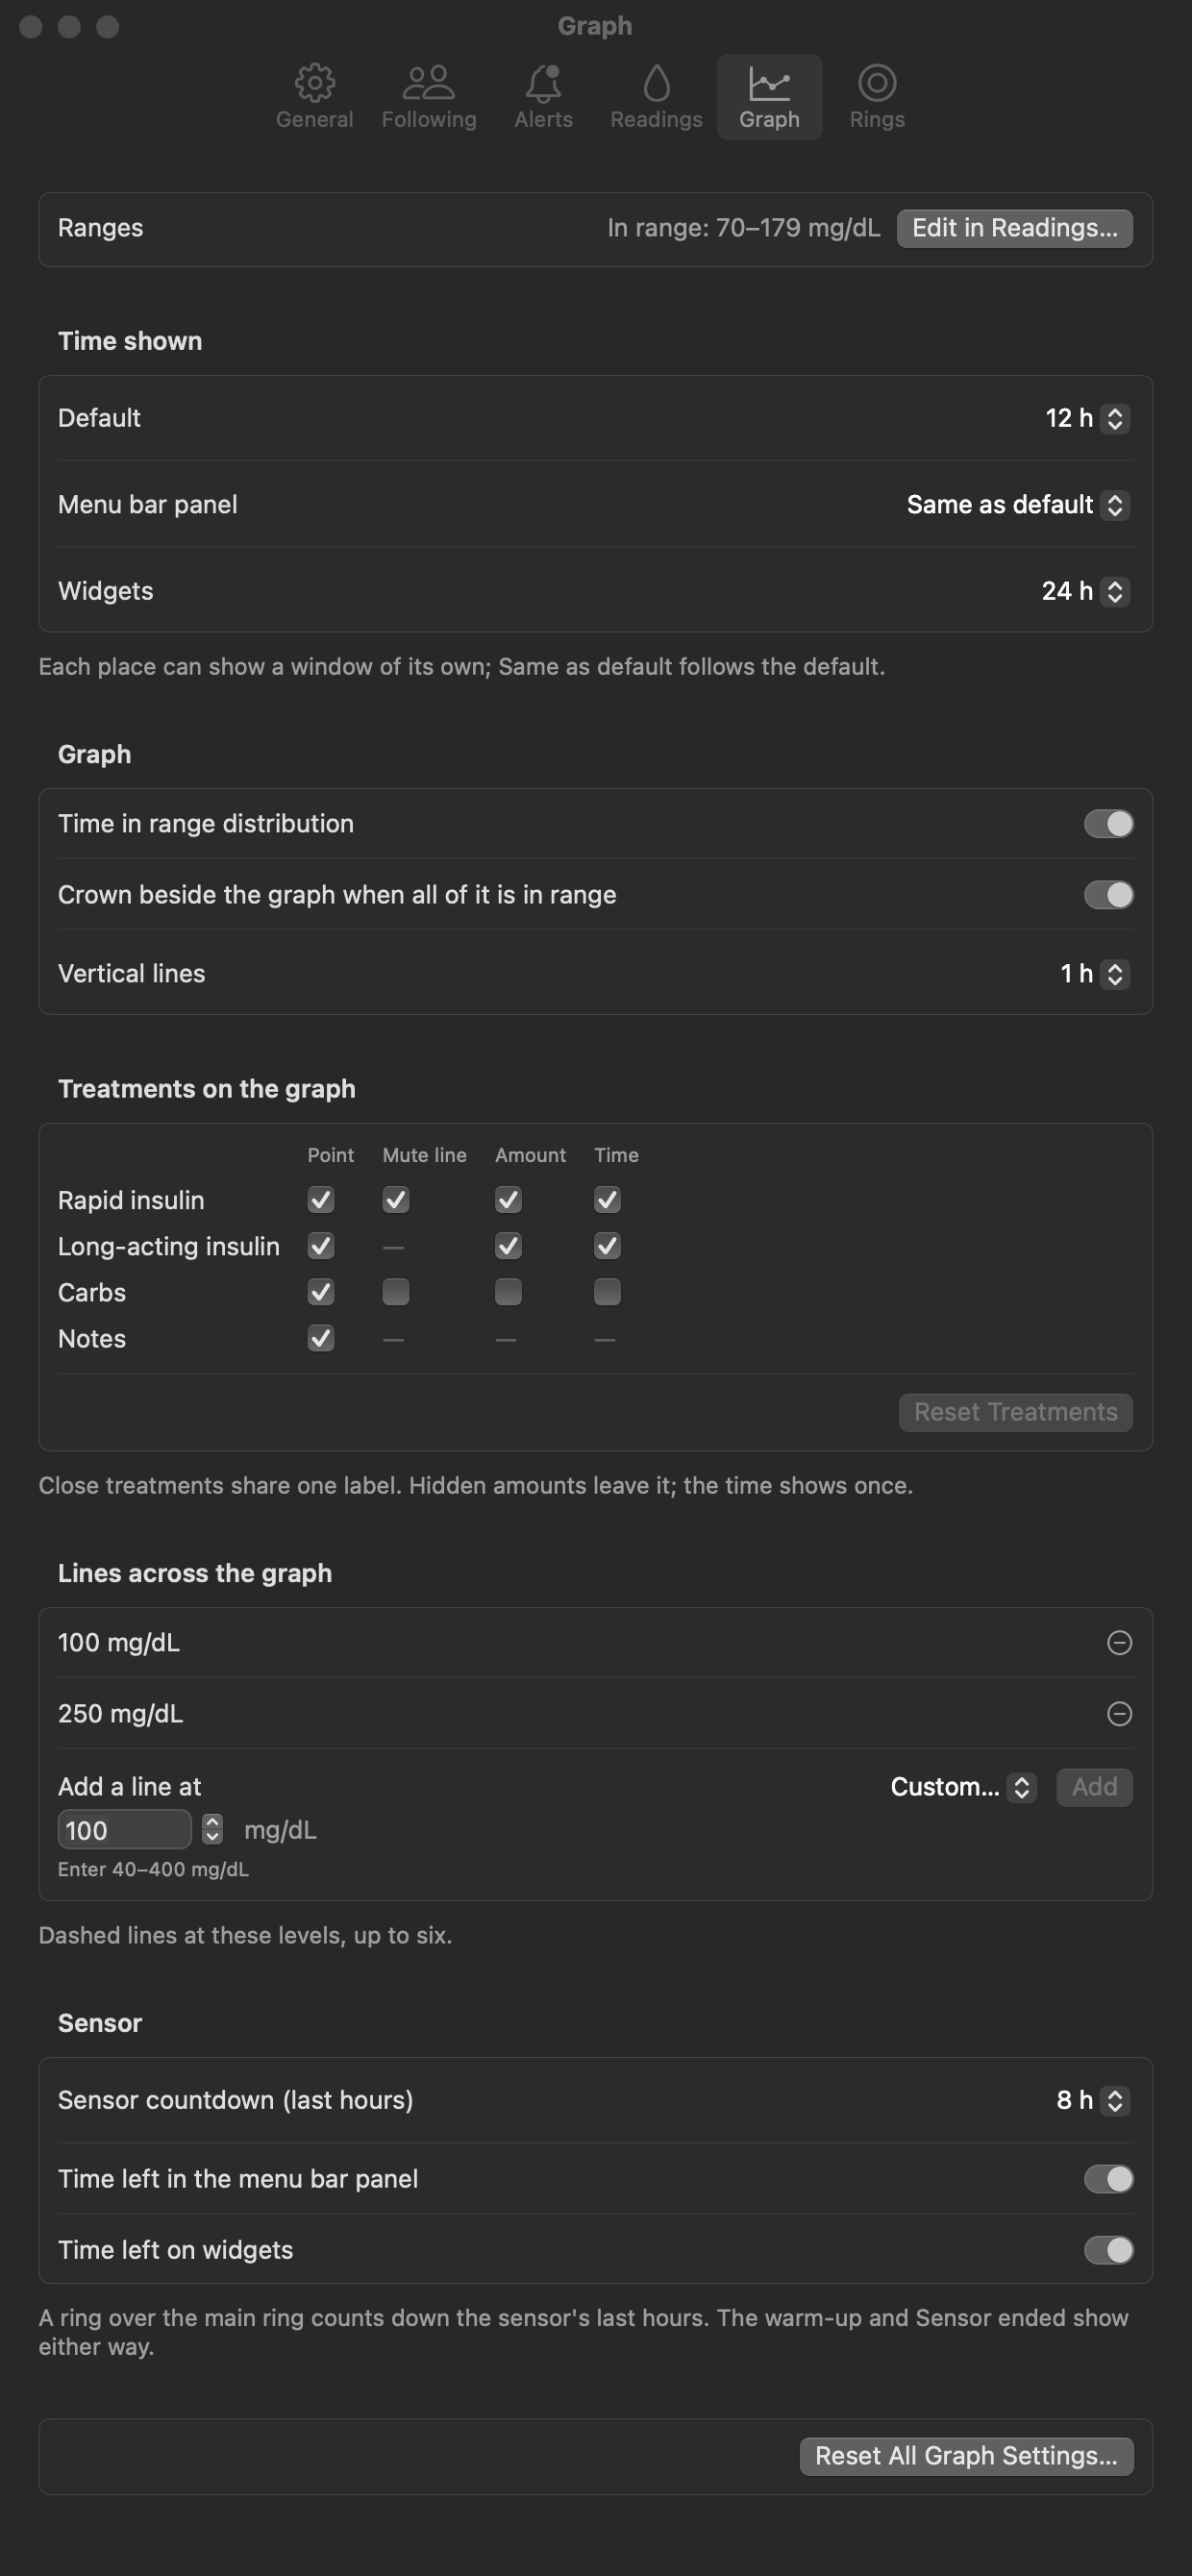 Graph
General Following Alerts Readings Graph Rings
Ranges In range: 70–179 mg/dL Edit in Readings...
Time shown
Default 12 h
Menu bar panel Same as default
Widgets 24 h
Each place can show a window of its own; Same as default follows the default.
Graph
Time in range distribution
Crown beside the graph when all of it is in range
Vertical lines 1 h
Treatments on the graph
Point Mute line Amount Time
Rapid insulin
Long-acting insulin —
Carbs
Notes — — —
Reset Treatments
Close treatments share one label. Hidden amounts leave it; the time shows once.
Lines across the graph
100 mg/dL
250 mg/dL
Add a line at Custom... Add
100 mg/dL
Enter 40–400 mg/dL
Dashed lines at these levels, up to six.
Sensor
Sensor countdown (last hours) 8 h
Time left in the menu bar panel
Time left on widgets
A ring over the main ring counts down the sensor's last hours. The warm-up and Sensor ended show
either way.
Reset All Graph Settings...